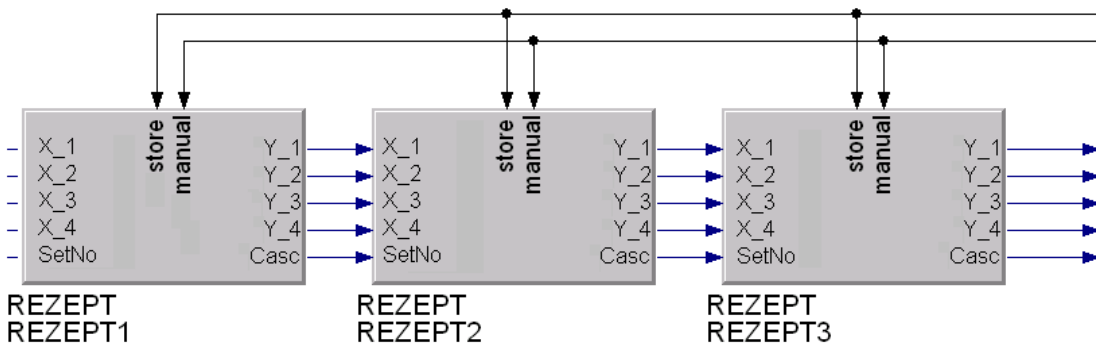 store manual store manual store manual
X_1 Y_1 X_1 Y_1 X_1 Y_1
X_2 Y_2 X_2 Y_2 X_2 Y_2
X_3 Y_3 X_3 Y_3 X_3 Y_3
X_4 Y_4 X_4 Y_4 X_4 Y_4
SetNo Casc SetNo Casc SetNo Casc
REZEPT REZEPT REZEPT
REZEPT1 REZEPT2 REZEPT3